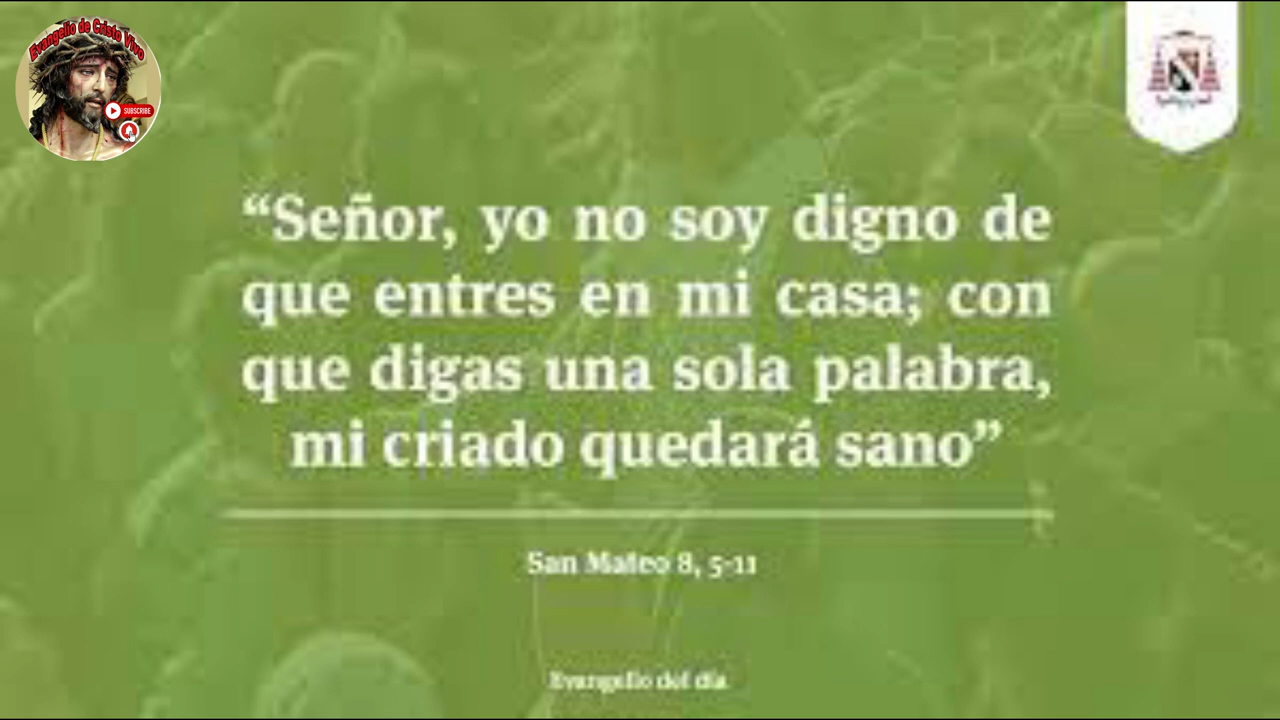 Evangelio de Cristo Vivo
SUBSCRIBE
“Señor, yo no soy digno de
que entres en mi casa; con
que digas una sola palabra,
mi criado quedará sano”
San Mateo 8, 5-11
Evangelio del día